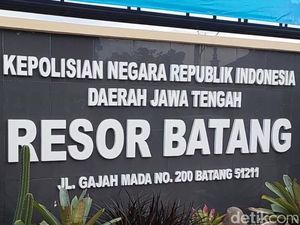 KEPOLISIAN NEGARA REPUBLIK INDONESIA
DAERAH JAWA TENGAH
RESOR BATANG
JL. GAJAH MADA NO. 200 BATANG 51211
detikcom